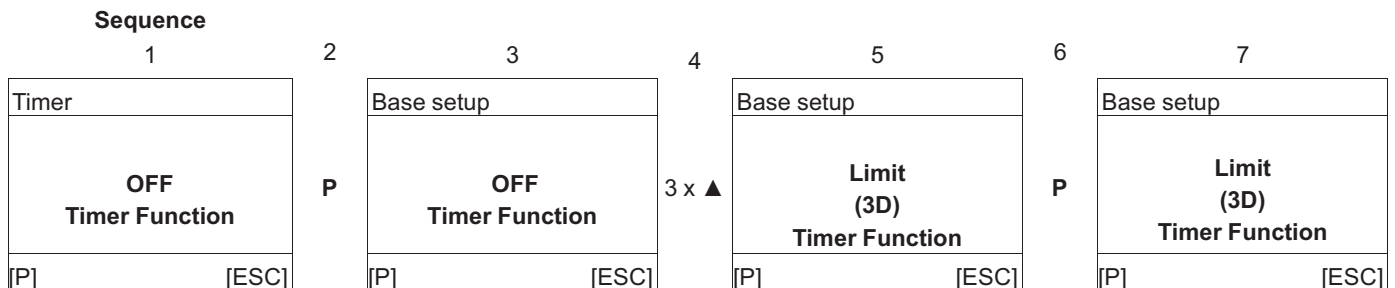 Sequence
1 2 3 4 5 6 7
Timer Base setup Base setup Base setup
OFF
Timer Function
P
OFF
Timer Function
3 x ▲
Limit
(3D)
Timer Function
P
Limit
(3D)
Timer Function
[P] [ESC] [P] [ESC] [P] [ESC] [P] [ESC]